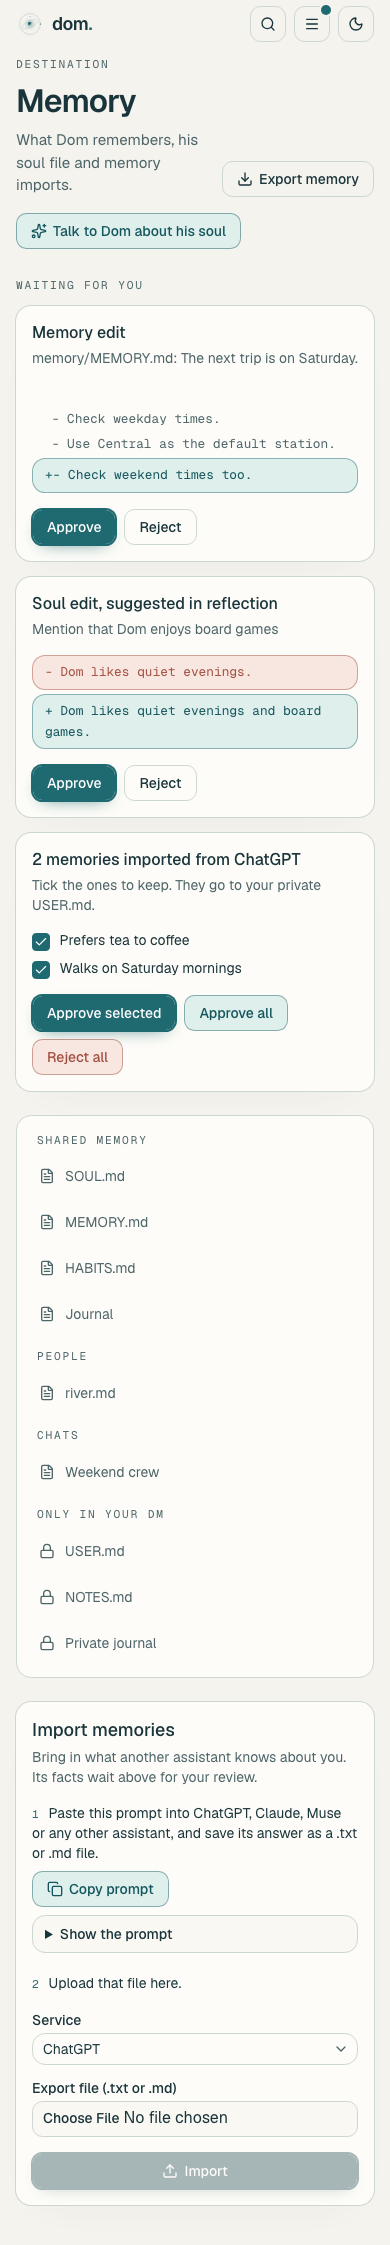 dom.
DESTINATION
Memory
What Dom remembers, his
soul file and memory
imports.
Export memory
Talk to Dom about his soul
WAITING FOR YOU
Memory edit
memory/MEMORY.md: The next trip is on Saturday.
- Check weekday times.
- Use Central as the default station.
+- Check weekend times too.
Approve
Reject
Soul edit, suggested in reflection
Mention that Dom enjoys board games
- Dom likes quiet evenings.
+ Dom likes quiet evenings and board
games.
Approve
Reject
2 memories imported from ChatGPT
Tick the ones to keep. They go to your private
USER.md.
Prefers tea to coffee
Walks on Saturday mornings
Approve selected
Approve all
Reject all
SHARED MEMORY
SOUL.md
MEMORY.md
HABITS.md
Journal
PEOPLE
river.md
CHATS
Weekend crew
ONLY IN YOUR DM
USER.md
NOTES.md
Private journal
Import memories
Bring in what another assistant knows about you.
Its facts wait above for your review.
1 Paste this prompt into ChatGPT, Claude, Muse
or any other assistant, and save its answer as a .txt
or .md file.
Copy prompt
Show the prompt
2 Upload that file here.
Service
ChatGPT
Export file (.txt or .md)
Choose File No file chosen
Import